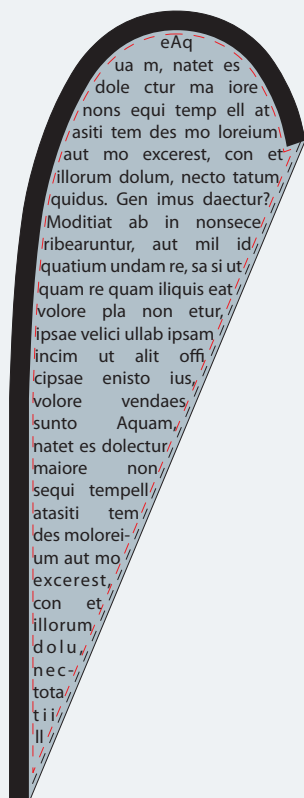 eAq
ua m, natet es
dole ctur ma iore
nons equi temp ell at
asiti tem des mo loreium
aut mo excerest, con et
illorum dolum, necto tatum
quidus. Gen imus daectur?
Moditiat ab in nonsece
ribearuntur, aut mil id
quatium undam re, sa si ut
quam re quam iliquis eat
volore pla non etur,
ipsae velici ullab ipsam
incim ut alit offi
cipsae enisto ius,
volore vendaes
sunto Aquam,
natet es dolectur
maiore non
sequi tempell
atasiti tem
des molorei-
um aut mo
excerest,
con et
illorum
dolu,
nec-
tota
tii
ll